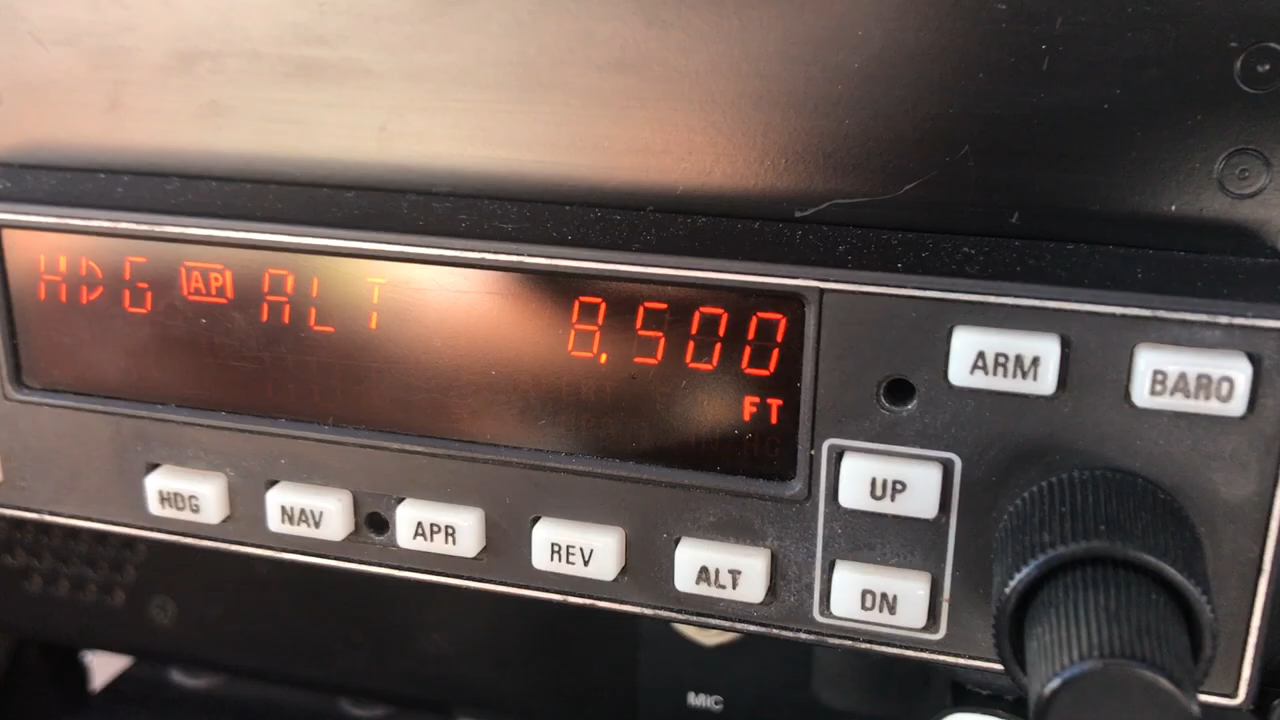 HDG AP ALT 8,500
FT
ARM BARO
HDG NAV APR REV ALT UP
DN
MIC